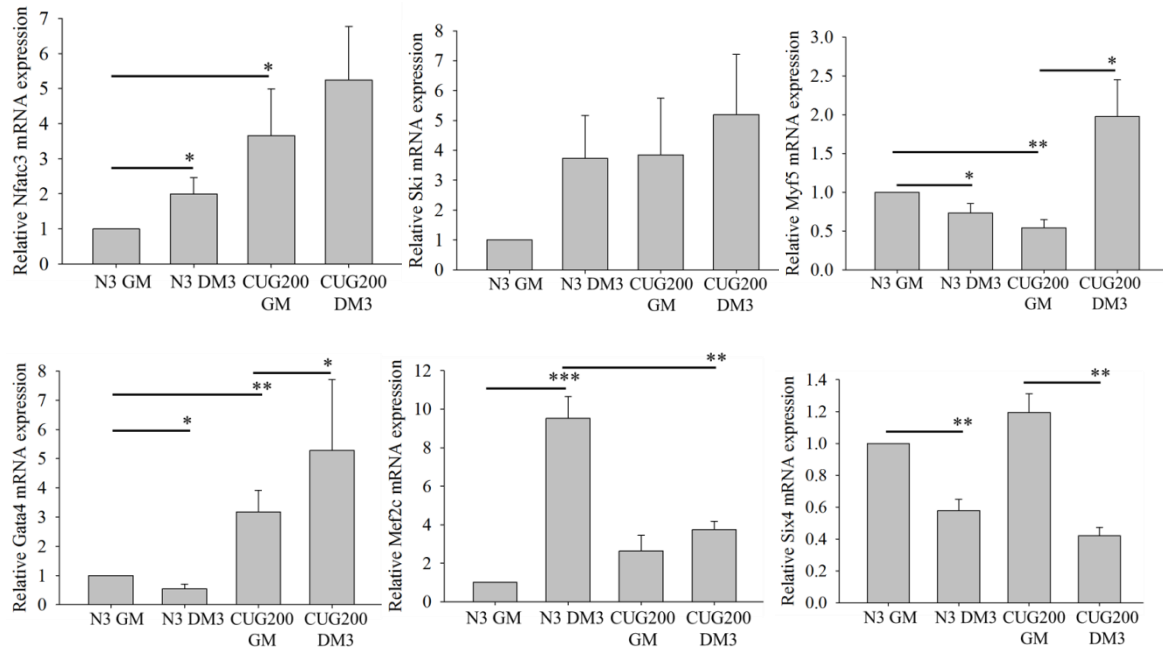 Relative Nfatc3 mRNA expression
7
6
5
4
3
2
1
0
*
*
N3 GM
N3 DM3
CUG200
GM
CUG200
DM3
Relative Ski mRNA expression
8
7
6
5
4
3
2
1
0
N3 GM
N3 DM3
CUG200
GM
CUG200
DM3
Relative Myf5 mRNA expression
3.0
2.5
2.0
1.5
1.0
0.5
0.0
*
**
*
N3 GM
N3 DM3
CUG200
GM
CUG200
DM3
Relative Gata4 mRNA expression
8
7
6
5
4
3
2
1
0
*
**
*
N3 GM
N3 DM3
CUG200
GM
CUG200
DM3
Relative Mef2c mRNA expression
12
10
8
6
4
2
0
***
**
N3 GM
N3 DM3
CUG200
GM
CUG200
DM3
Relative Six4 mRNA expression
1.4
1.2
1.0
0.8
0.6
0.4
0.2
0.0
**
**
N3 GM
N3 DM3
CUG200
GM
CUG200
DM3